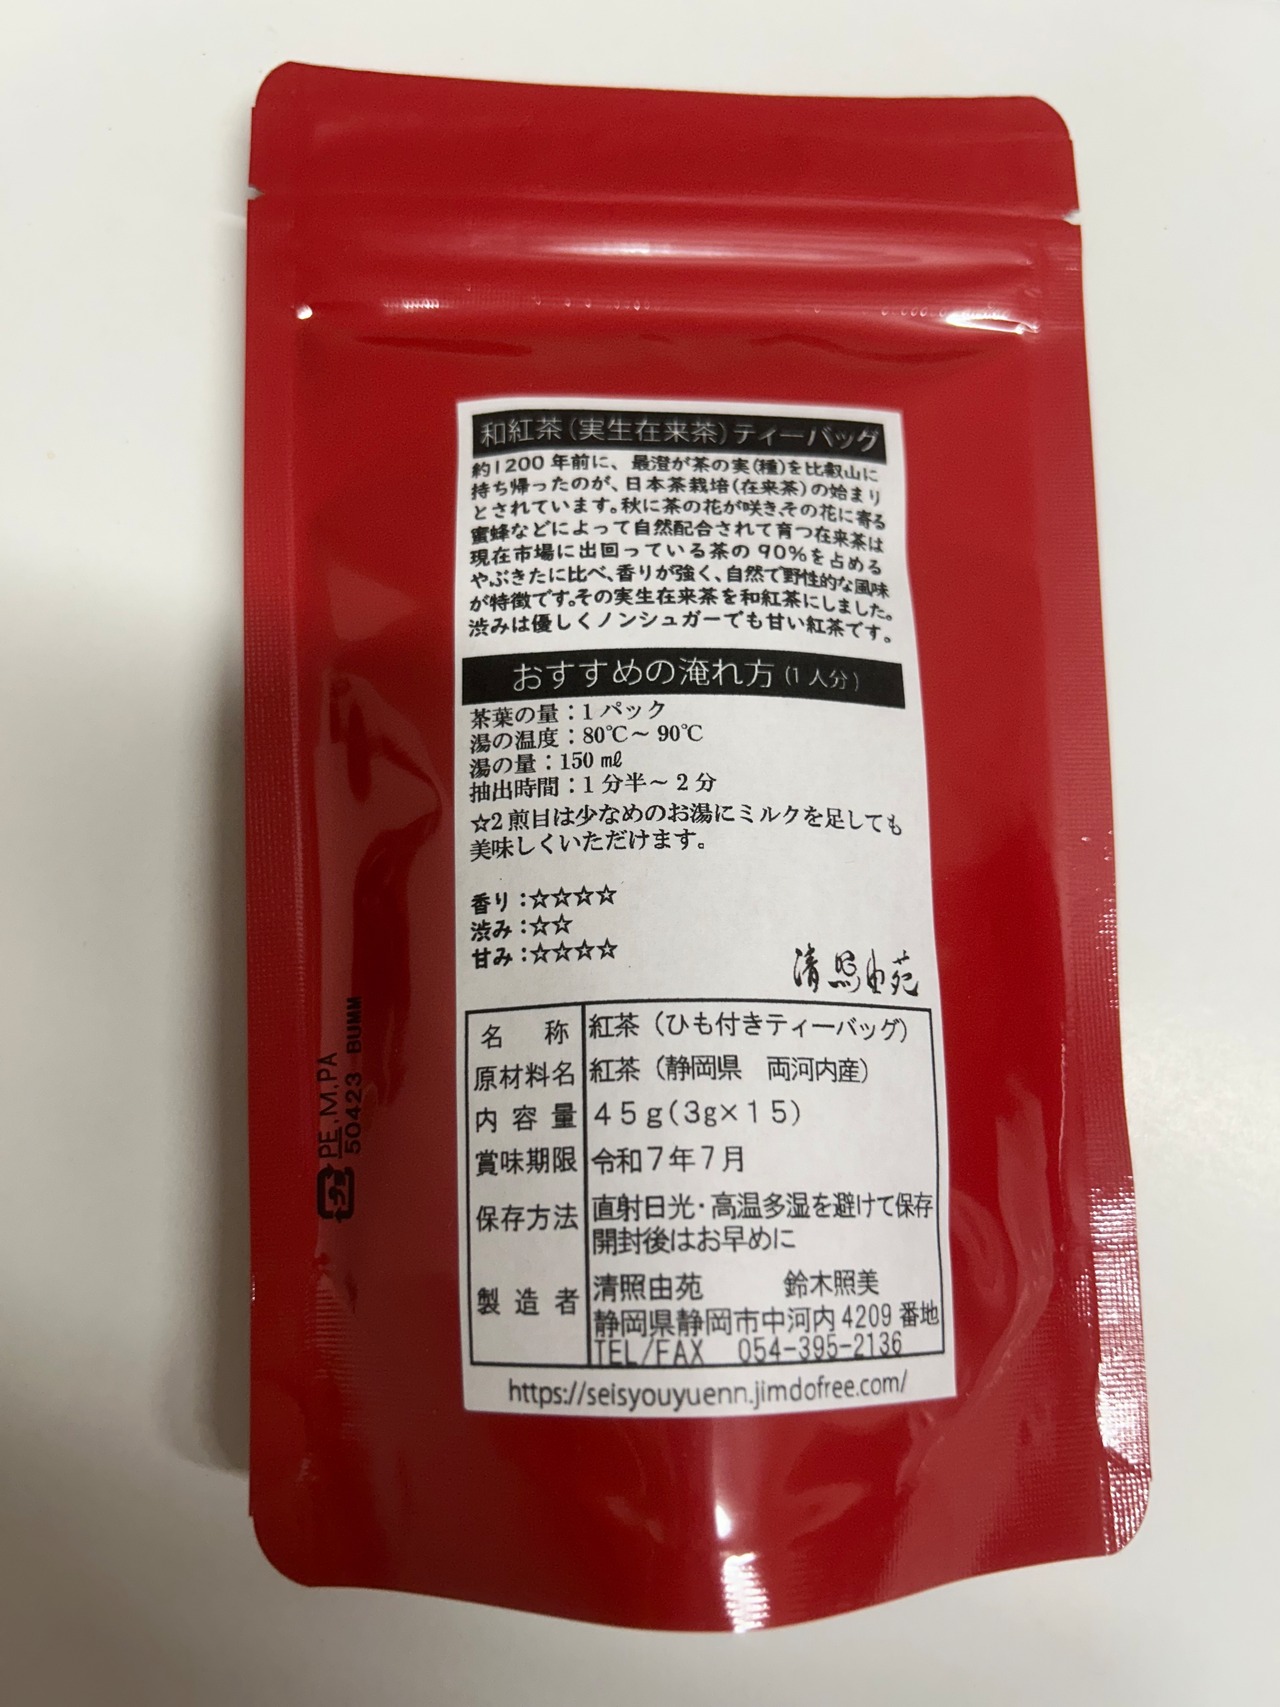 和紅茶(実生在来茶)ティーバッグ
約1200年前に、最澄が茶の実(種)を比叡山に
持ち帰ったのが、日本茶栽培(在来茶)の始まり
とされています。秋に茶の花が咲き、その花に寄る
蜜蜂などによって自然配合されて育つ在来茶は
現在市場に出回っている茶の90%を占める
やぶきたに比べ、香りが強く、自然で野性的な風味
が特徴です。その実生在来茶を和紅茶にしました。
渋みは優しくノンシュガーでも甘い紅茶です。
おすすめの淹れ方(1人分)
茶葉の量:1パック
湯の温度:80℃~90℃
湯の量:150㎖
抽出時間:1分半~2分
☆2煎目は少なめのお湯にミルクを足しても
美味しくいただけます。
香り:☆☆☆☆
渋み:☆☆
甘み:☆☆☆☆
清照由苑
名称 紅茶(ひも付きティーバッグ)
原材料名 紅茶(静岡県 両河内産)
内容量 45g(3g×15)
賞味期限 令和7年7月
保存方法 直射日光・高温多湿を避けて保存
開封後はお早めに
製造者 清照由苑 鈴木照美
静岡県静岡市中河内4209番地
TEL/FAX 054-395-2136
https://seisyouyuenn.jimdofree.com/
プラ PE,M,PA
50423 BUMM